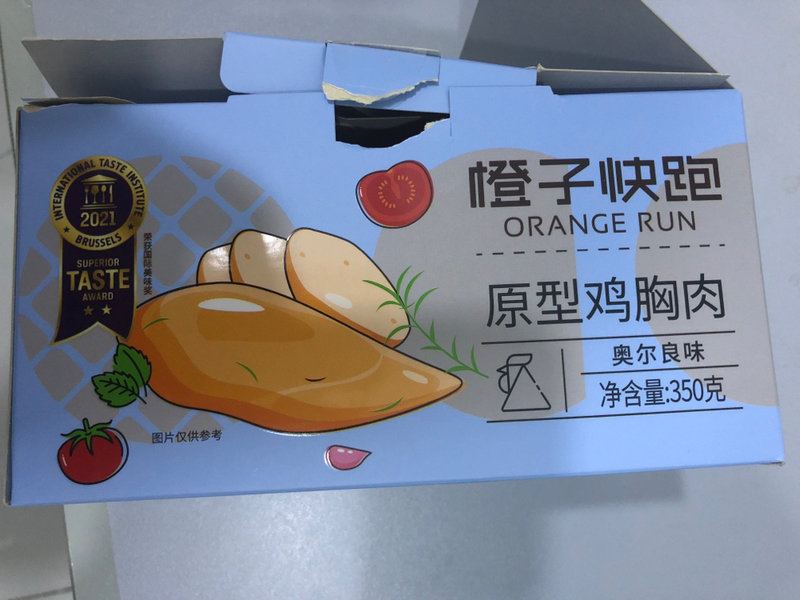 INTERNATIONAL TASTE INSTITUTE
2021
BRUSSELS
SUPERIOR
TASTE
AWARD
荣获国际美味奖
橙子快跑
ORANGE RUN
原型鸡胸肉
奥尔良味
净含量:350克
图片仅供参考